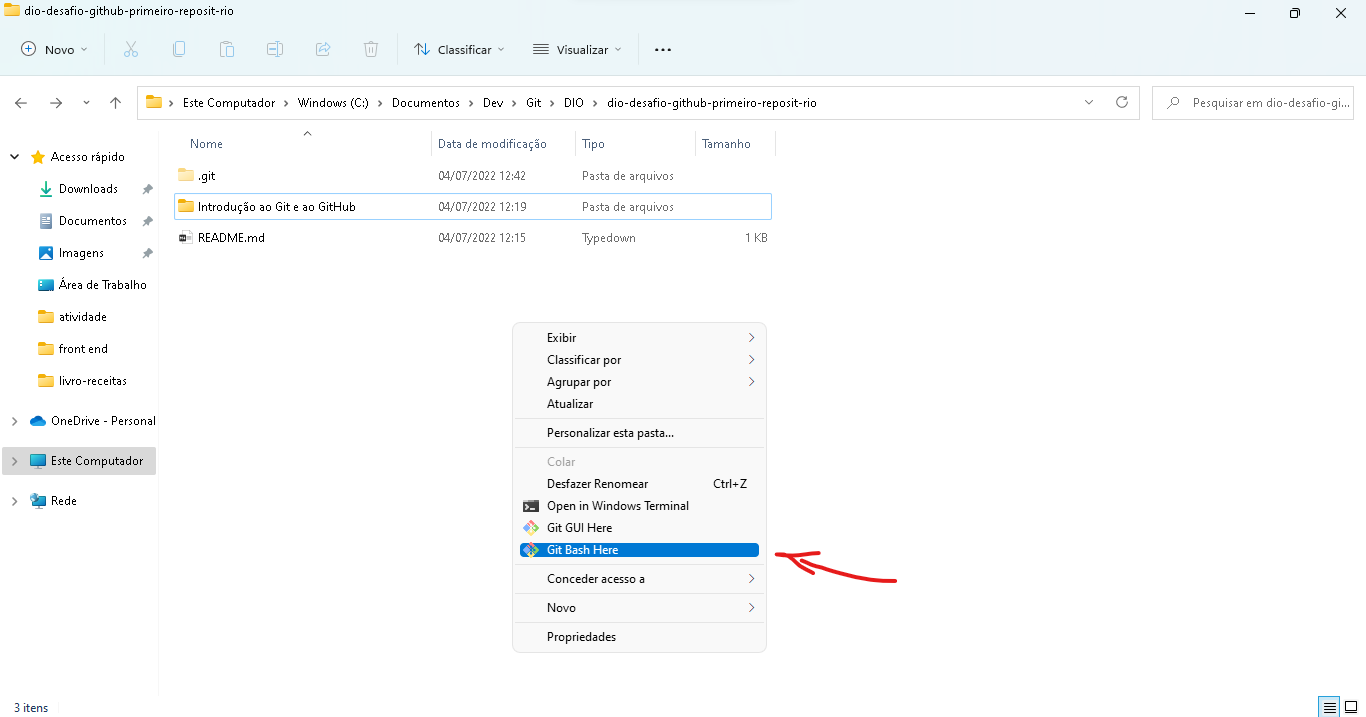 dio-desafio-github-primeiro-reposit-rio
Novo
Classificar
Visualizar
Este Computador > Windows (C:) > Documentos > Dev > Git > DIO > dio-desafio-github-primeiro-reposit-rio
Pesquisar em dio-desafio-gi...
Nome Data de modificação Tipo Tamanho
.git 04/07/2022 12:42 Pasta de arquivos
Introdução ao Git e ao GitHub 04/07/2022 12:19 Pasta de arquivos
README.md 04/07/2022 12:15 Typedown 1 KB
Acesso rápido
Downloads
Documentos
Imagens
Área de Trabalho
atividade
front end
livro-receitas
OneDrive - Personal
Este Computador
Rede
Exibir
Classificar por
Agrupar por
Atualizar
Personalizar esta pasta...
Colar
Desfazer Renomear Ctrl+Z
Open in Windows Terminal
Git GUI Here
Git Bash Here
Conceder acesso a
Novo
Propriedades
3 itens